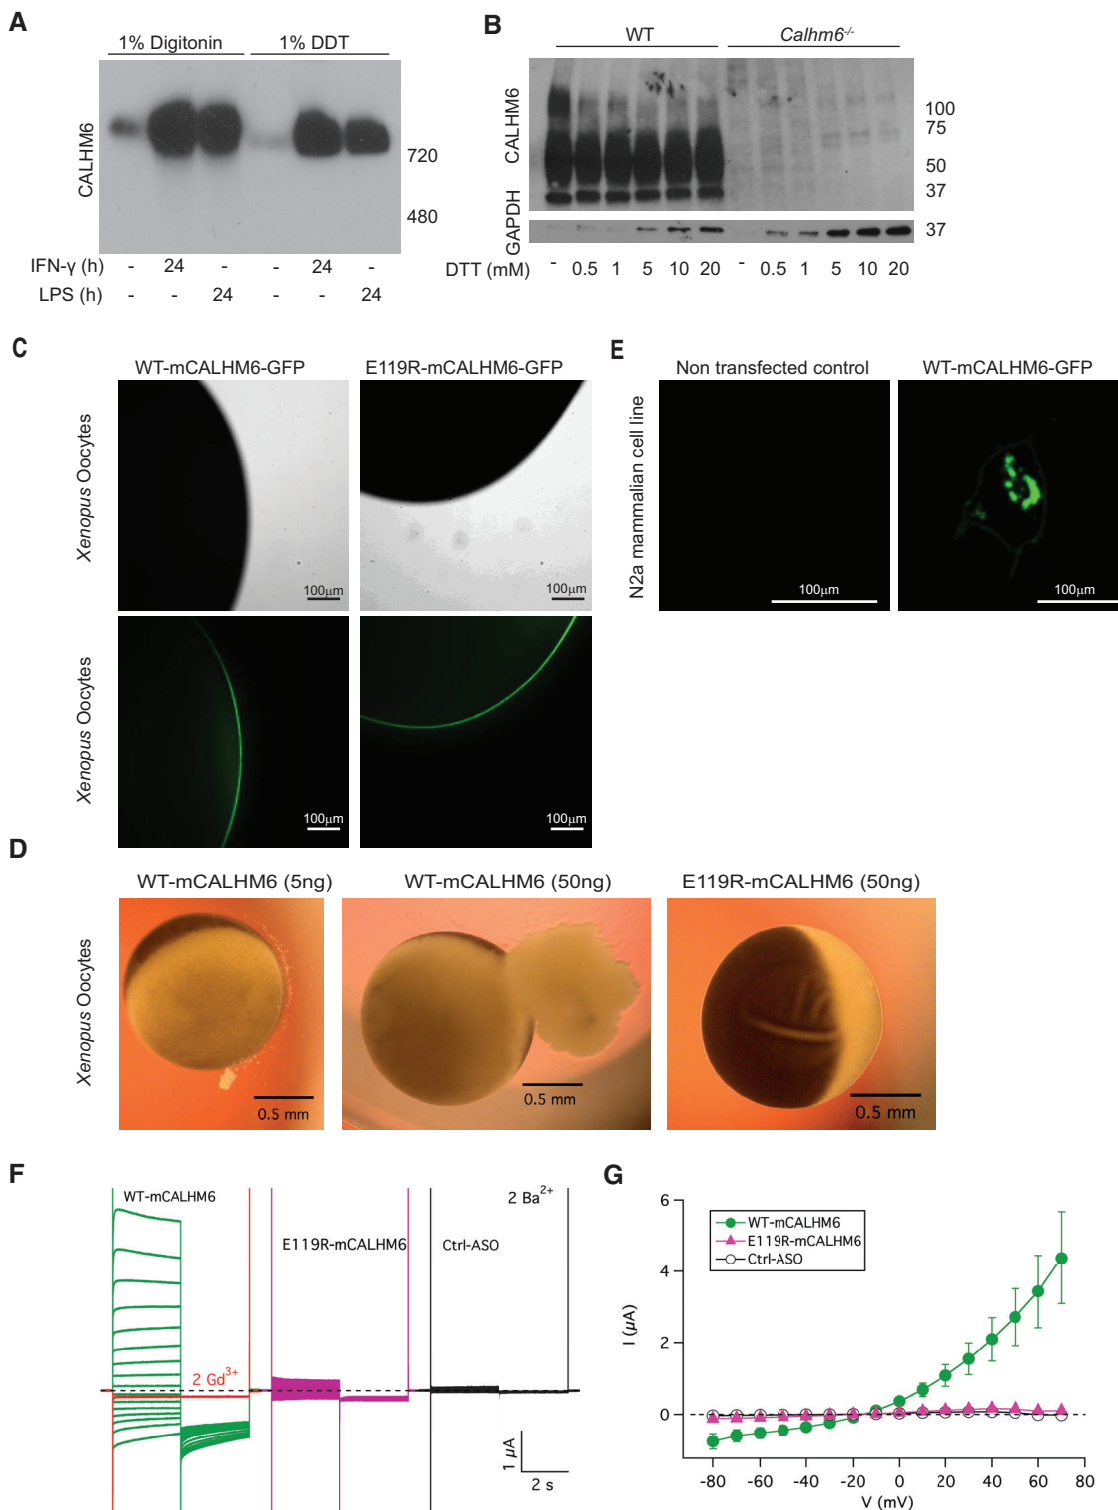 A
1% Digitonin
1% DDT
CALHM6
720
480
IFN-γ (h) - 24 - - 24 -
LPS (h) - - 24 - - 24
B
WT
Calhm6-/-
CALHM6
100
75
50
37
GAPDH
37
DTT (mM) - 0.5 1 5 10 20 - 0.5 1 5 10 20
C
WT-mCALHM6-GFP
E119R-mCALHM6-GFP
Xenopus Oocytes
100μm
100μm
Xenopus Oocytes
100μm
100μm
E
Non transfected control
WT-mCALHM6-GFP
N2a mammalian cell line
100μm
100μm
D
WT-mCALHM6 (5ng)
WT-mCALHM6 (50ng)
E119R-mCALHM6 (50ng)
Xenopus Oocytes
0.5 mm
0.5 mm
0.5 mm
F
WT-mCALHM6
2 Ba2+
E119R-mCALHM6
Ctrl-ASO
2 Gd3+
1 μA
2 s
G
WT-mCALHM6
E119R-mCALHM6
Ctrl-ASO
I (μA)
6
4
2
0
-80 -60 -40 -20 0 20 40 60 80
V (mV)